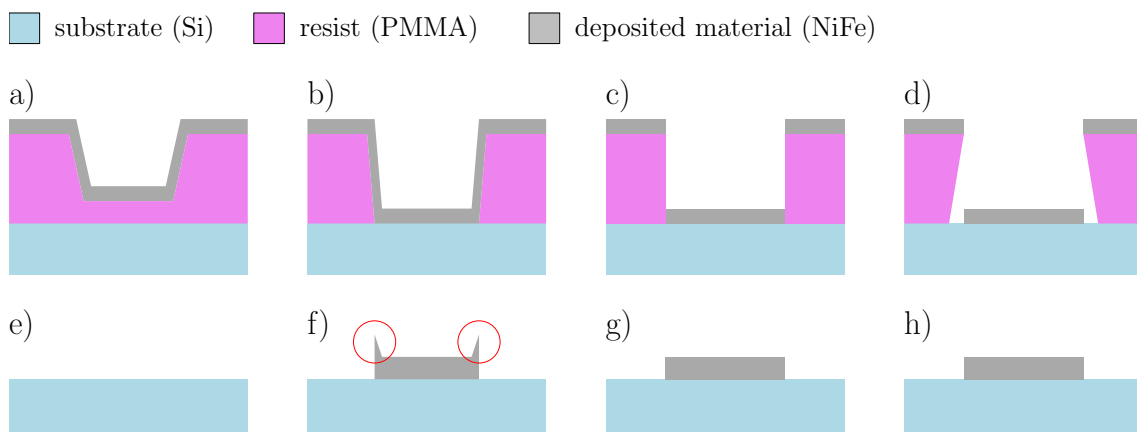 substrate (Si) resist (PMMA) deposited material (NiFe)
a) b) c) d)
e) f) g) h)